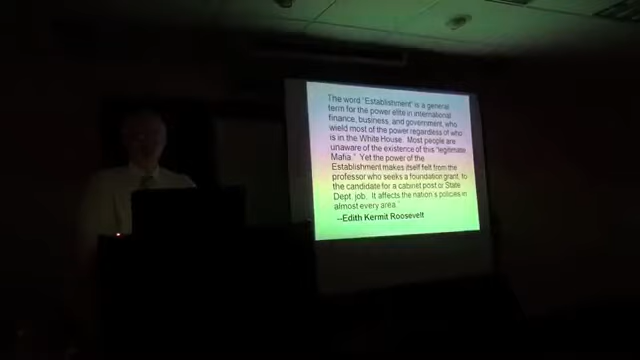 The word "Establishment" is a general
term for the power elite in international
finance, business, and government, who
wield most of the power regardless of who
is in the White House. Most people are
unaware of the existence of this "legitimate
Mafia." Yet the power of the
Establishment makes itself felt from the
professor who seeks a foundation grant, to
the candidate for a cabinet post or State
Dept job. It affects the nation's policies in
almost every area."
--Edith Kermit Roosevelt